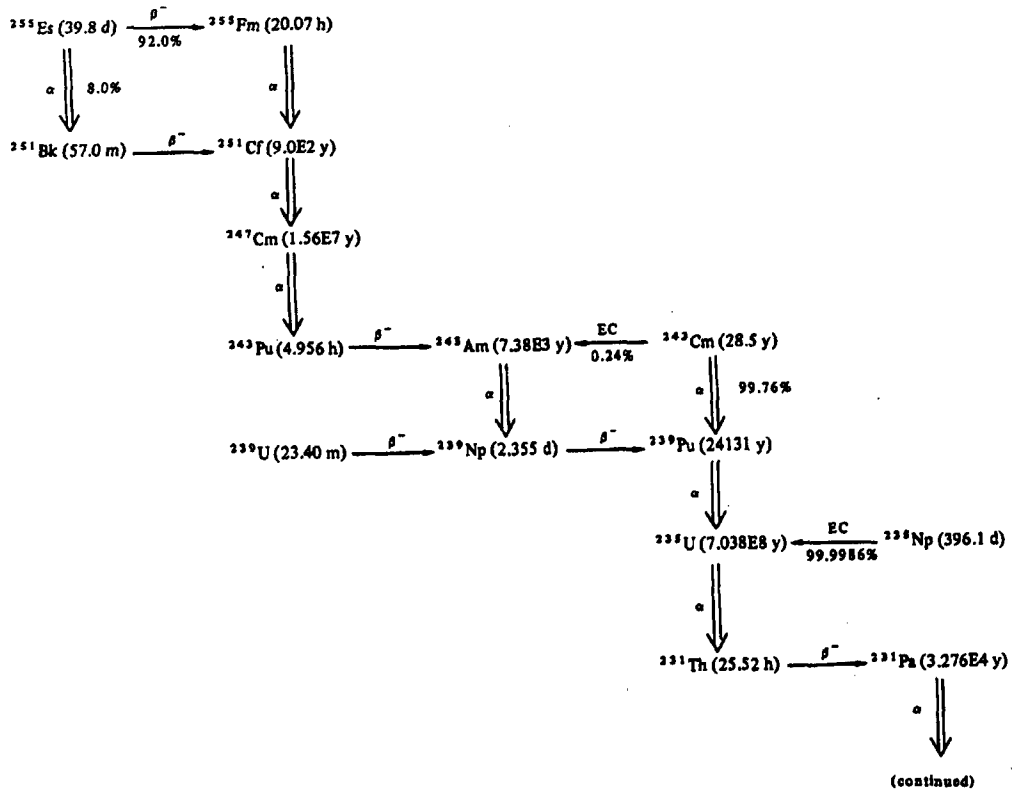 β⁻
²⁵⁵Es (39.8 d) ²⁵⁵Fm (20.07 h)
92.0%
α 8.0% α
β⁻
²⁵¹Bk (57.0 m) ²⁵¹Cf (9.0E2 y)
α
²⁴⁷Cm (1.56E7 y)
α
β⁻ EC
²⁴³Pu (4.956 h) ²⁴³Am (7.38E3 y) ²⁴³Cm (28.5 y)
0.24%
α α 99.76%
β⁻ β⁻
²³⁹U (23.40 m) ²³⁹Np (2.355 d) ²³⁹Pu (24131 y)
α
EC
²³⁵U (7.038E8 y) ²³⁵Np (396.1 d)
99.9986%
α
β⁻
²³¹Th (25.52 h) ²³¹Pa (3.276E4 y)
α
(continued)